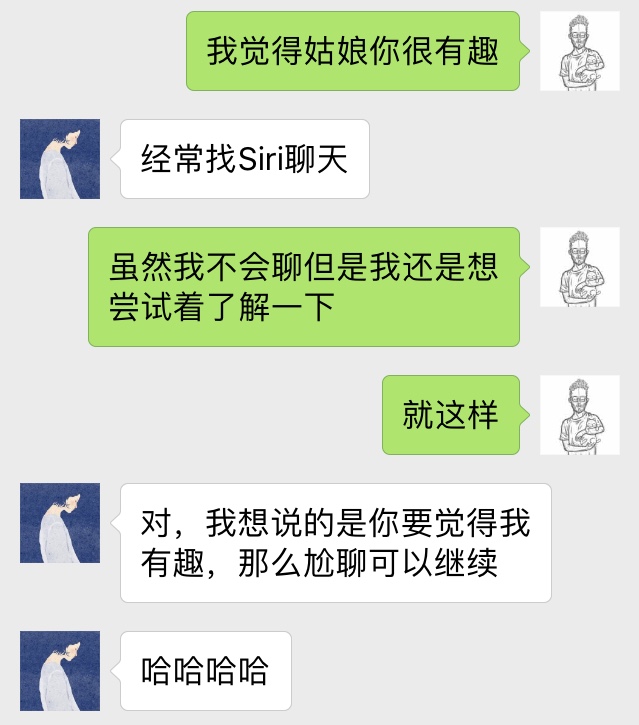 我觉得姑娘你很有趣
经常找Siri聊天
虽然我不会聊但是我还是想
尝试着了解一下
就这样
对，我想说的是你要觉得我
有趣，那么尬聊可以继续
哈哈哈哈